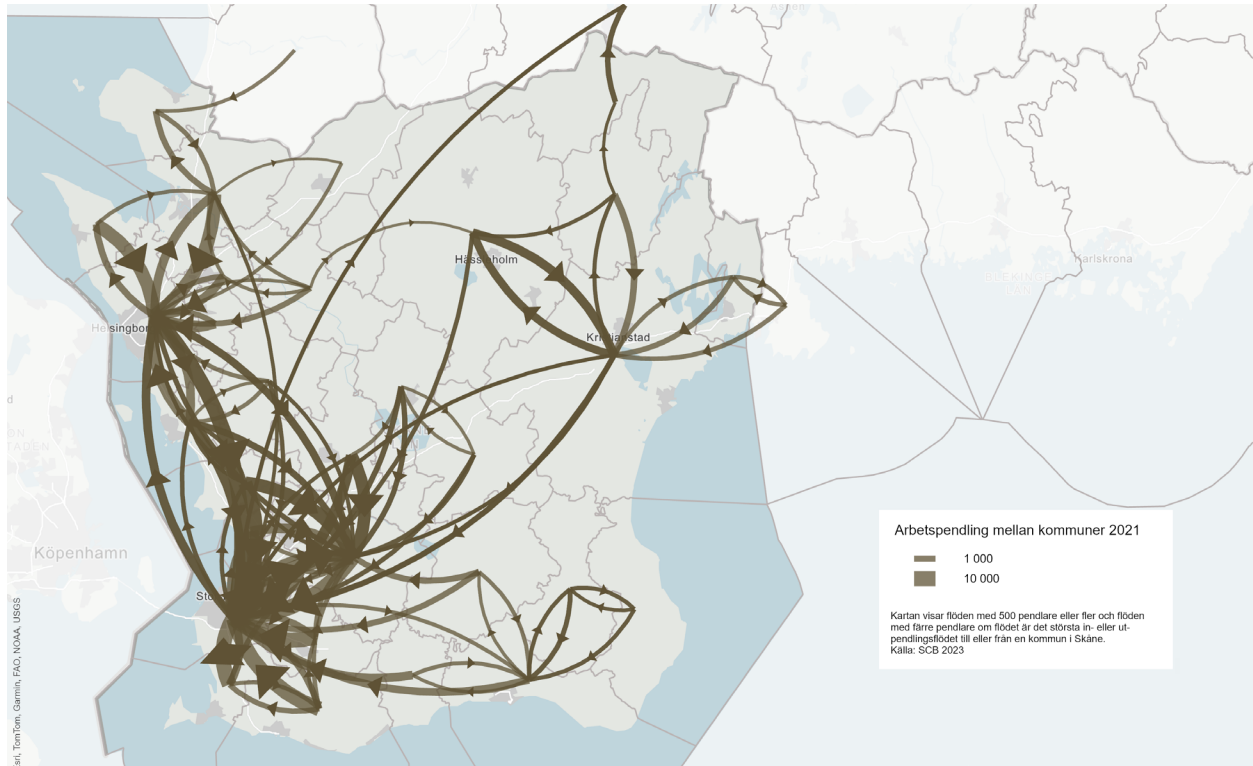 Hässleholm
Karlskrona
Helsingborg
Kristianstad
Köpenhamn
Arbetspendling mellan kommuner 2021
1 000
10 000
Kartan visar flöden med 500 pendlare eller fler och flöden
med färre pendlare om flödet är det största in- eller ut-
pendlingsflödet till eller från en kommun i Skåne.
Källa: SCB 2023
sri, TomTom, Garmin, FAO, NOAA, USGS